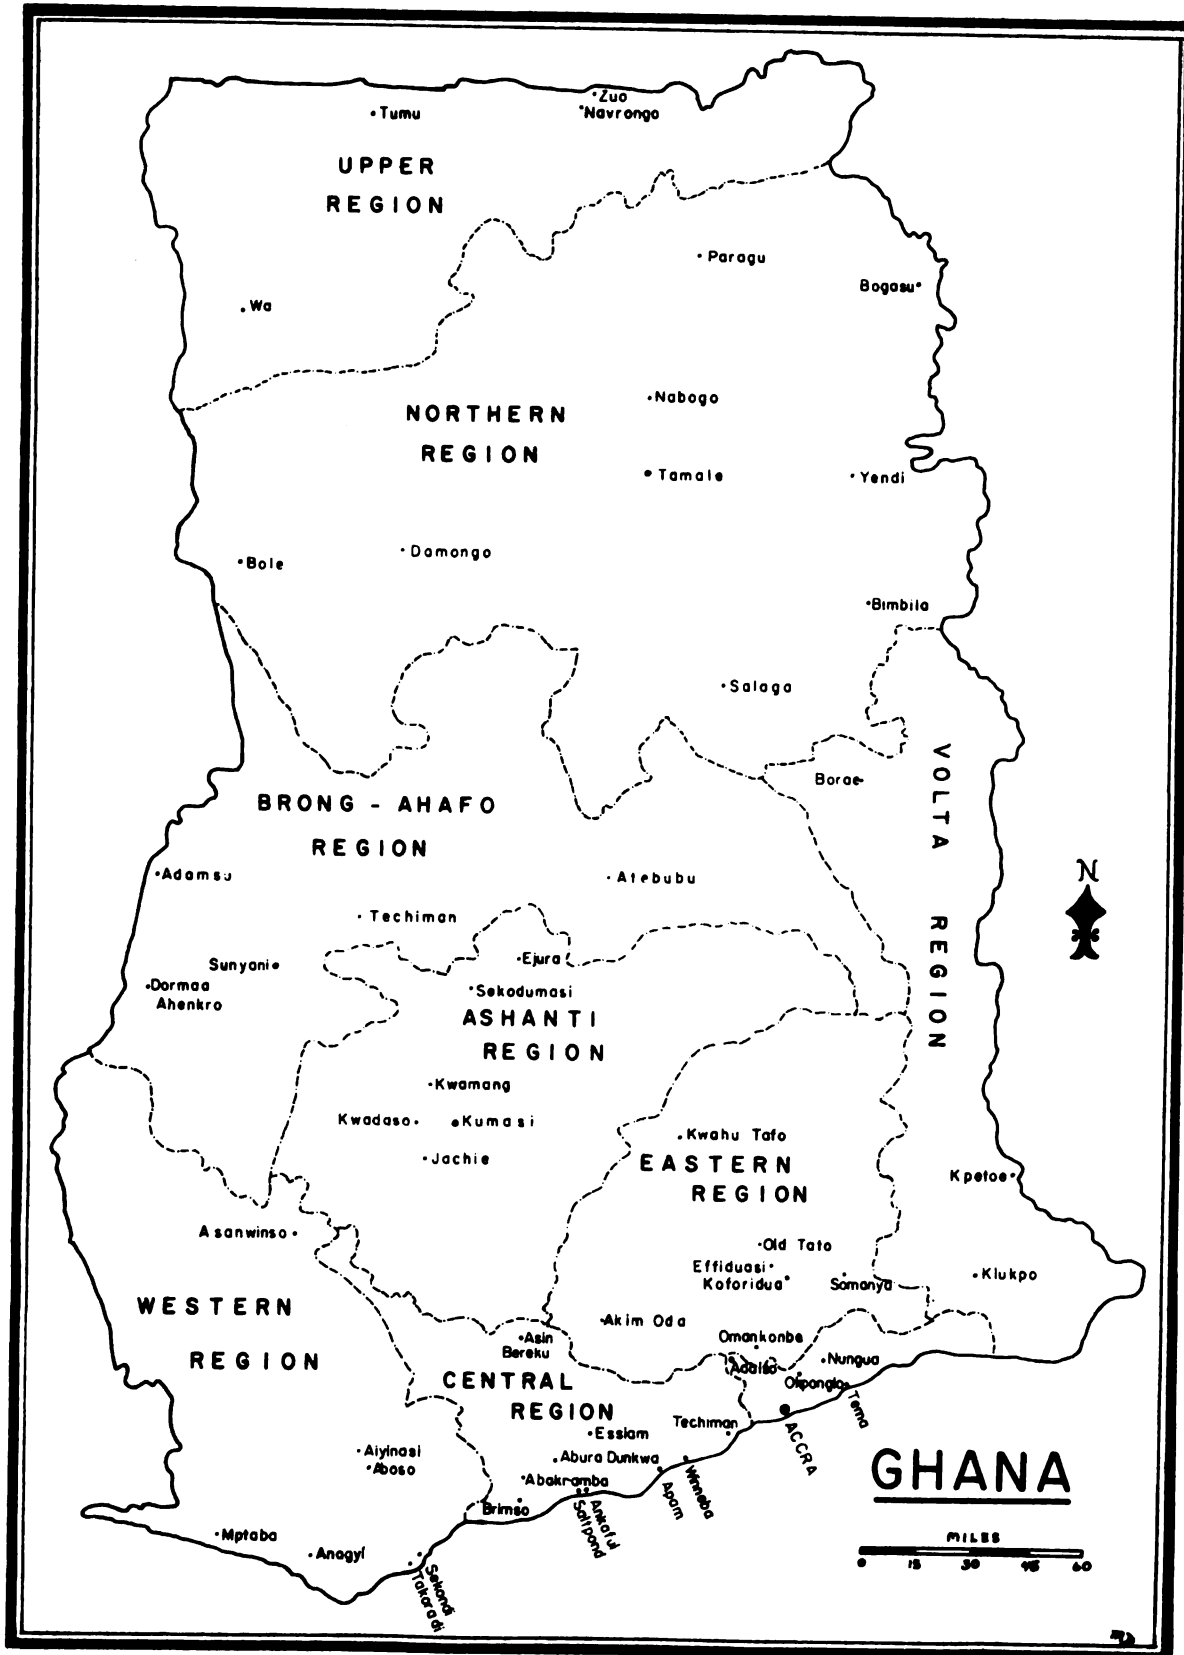 Zuo
Tumu
Navrongo
UPPER
REGION
Paragu
Bogasu
Wa
Nabogo
NORTHERN
REGION
Tamale
Yendi
Damongo
Bole
Bimbila
Salaga
VOLTA REGION
Borae
BRONG - AHAFO
REGION
Adamsu
Atebubu
N
Techiman
Ejura
Sunyani
Dormaa
Ahenkro
Sekodumasi
ASHANTI
REGION
Kwamang
Kwadaso
Kumasi
Jachie
Kwahu Tafo
EASTERN
REGION
Kpetoe
Asanwinso
Old Tato
Effiduasi
Koforidua
Somanya
Klukpo
WESTERN
REGION
Akim Oda
Asin
Bereku
Omankonbe
Adaiso
Nungua
CENTRAL
REGION
Tema
Techiman
ACCRA
Essiam
Aiyinasi
Aboso
Abura Dunkwa
Abakramba
Winneba
Apam
Brimso
Ankaful
Saltpond
GHANA
Mptaba
Anagyi
Sekondi
Takoradi
MILES
0 15 30 45 60